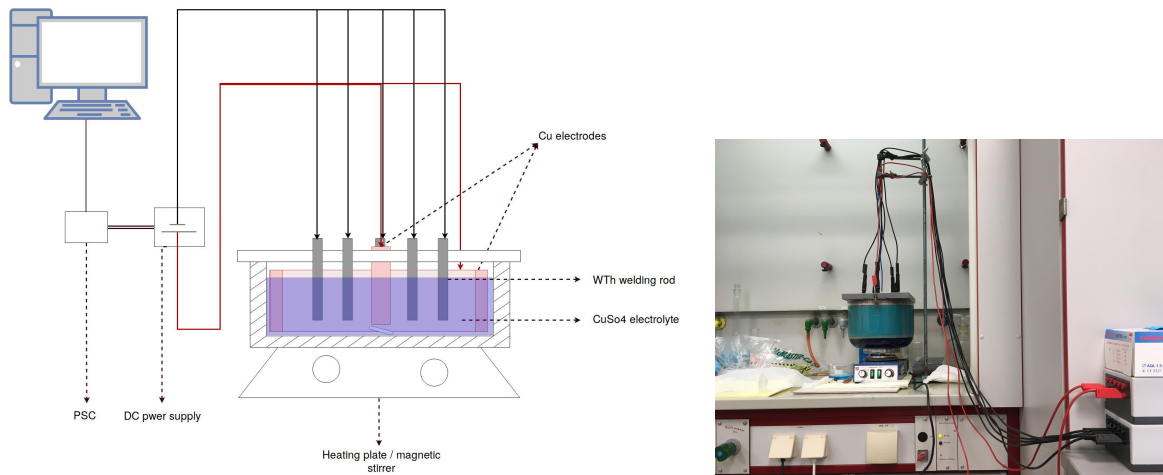 Cu electrodes
WTh welding rod
CuSo4 electrolyte
PSC
DC pwer supply
Heating plate / magnetic
stirrer